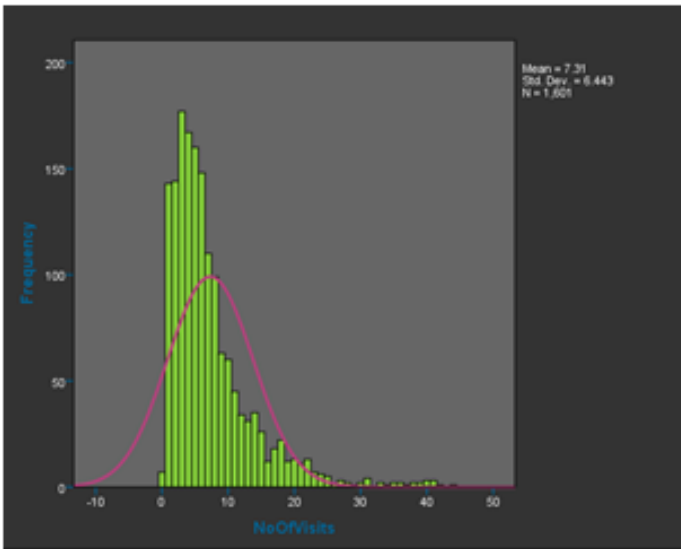 Mean = 7.31
Std. Dev. = 6.443
N = 1,601
200
150
100
50
0
Frequency
-10
0
10
20
30
40
50
NoOfVisits